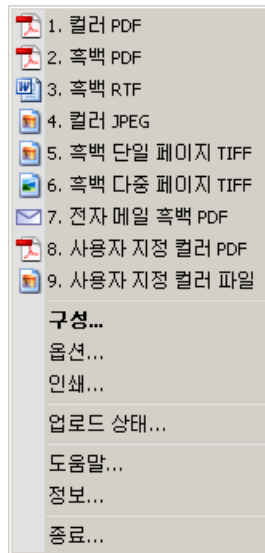 1. 컬러 PDF
2. 흑백 PDF
3. 흑백 RTF
4. 컬러 JPEG
5. 흑백 단일 페이지 TIFF
6. 흑백 다중 페이지 TIFF
7. 전자 메일 흑백 PDF
8. 사용자 지정 컬러 PDF
9. 사용자 지정 컬러 파일
구성...
옵션...
인쇄...
업로드 상태...
도움말...
정보...
종료...